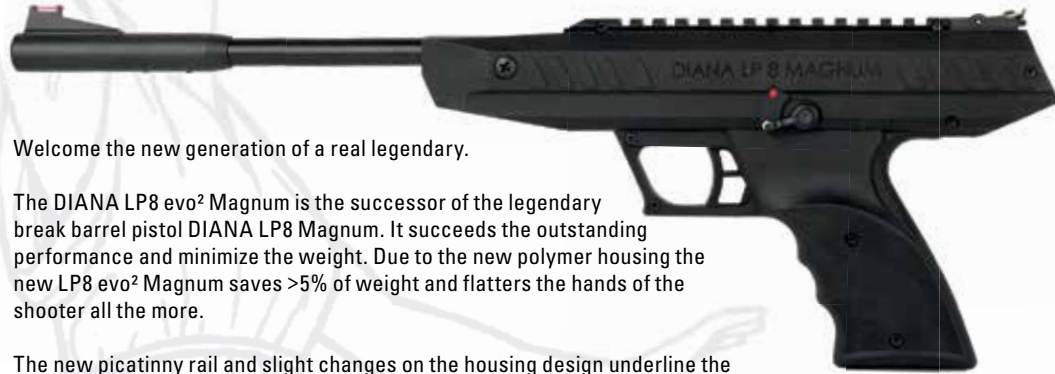 DIANA LP 8 MAGNUM
Welcome the new generation of a real legendary.
The DIANA LP8 evo² Magnum is the successor of the legendary
break barrel pistol DIANA LP8 Magnum. It succeeds the outstanding
performance and minimize the weight. Due to the new polymer housing the
new LP8 evo² Magnum saves >5% of weight and flatters the hands of the
shooter all the more.
The new picatinny rail and slight changes on the housing design underline the